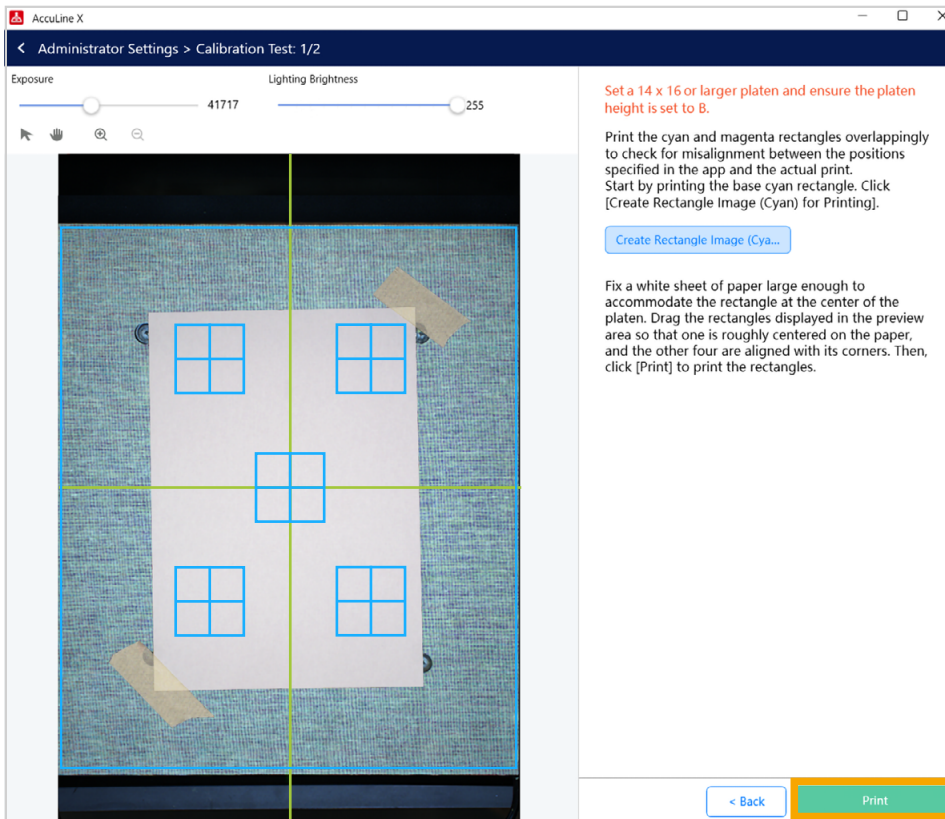 AccuLine X
Administrator Settings > Calibration Test: 1/2
Exposure
41717
Lighting Brightness
255
Set a 14 x 16 or larger platen and ensure the platen
height is set to B.
Print the cyan and magenta rectangles overlappingly
to check for misalignment between the positions
specified in the app and the actual print.
Start by printing the base cyan rectangle. Click
[Create Rectangle Image (Cyan) for Printing].
Create Rectangle Image (Cya...
Fix a white sheet of paper large enough to
accommodate the rectangle at the center of the
platen. Drag the rectangles displayed in the preview
area so that one is roughly centered on the paper,
and the other four are aligned with its corners. Then,
click [Print] to print the rectangles.
< Back
Print